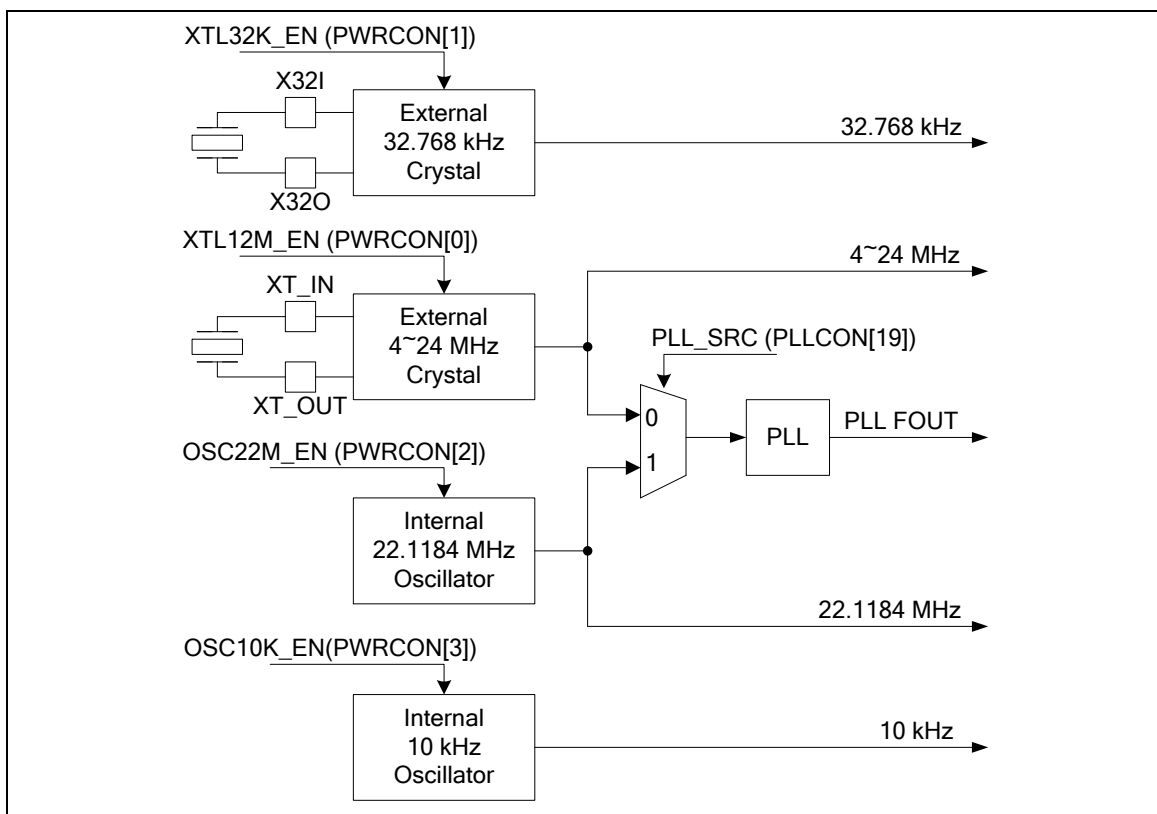 XTL32K_EN (PWRCON[1])
X32I
External
32.768 kHz
Crystal
32.768 kHz
X32O
XTL12M_EN (PWRCON[0])
4~24 MHz
XT_IN
External
4~24 MHz
Crystal
PLL_SRC (PLLCON[19])
XT_OUT
0
PLL
PLL FOUT
1
OSC22M_EN (PWRCON[2])
Internal
22.1184 MHz
Oscillator
22.1184 MHz
OSC10K_EN(PWRCON[3])
Internal
10 kHz
Oscillator
10 kHz